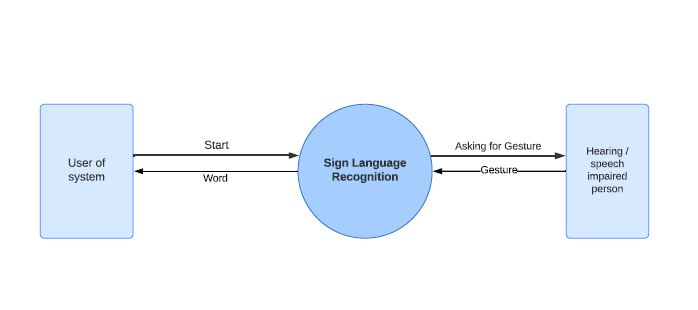 User of
system
Start
Word
Sign Language
Recognition
Asking for Gesture
Gesture
Hearing /
speech
impaired
person